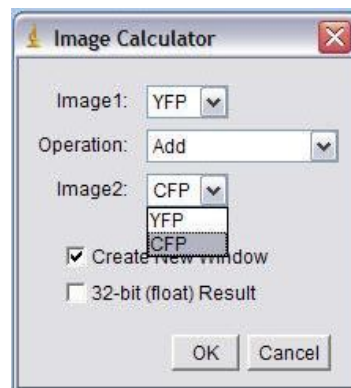 Image Calculator
Image1: YFP
Operation: Add
Image2: CFP
YFP
CFP
Create New Window
32-bit (float) Result
OK Cancel